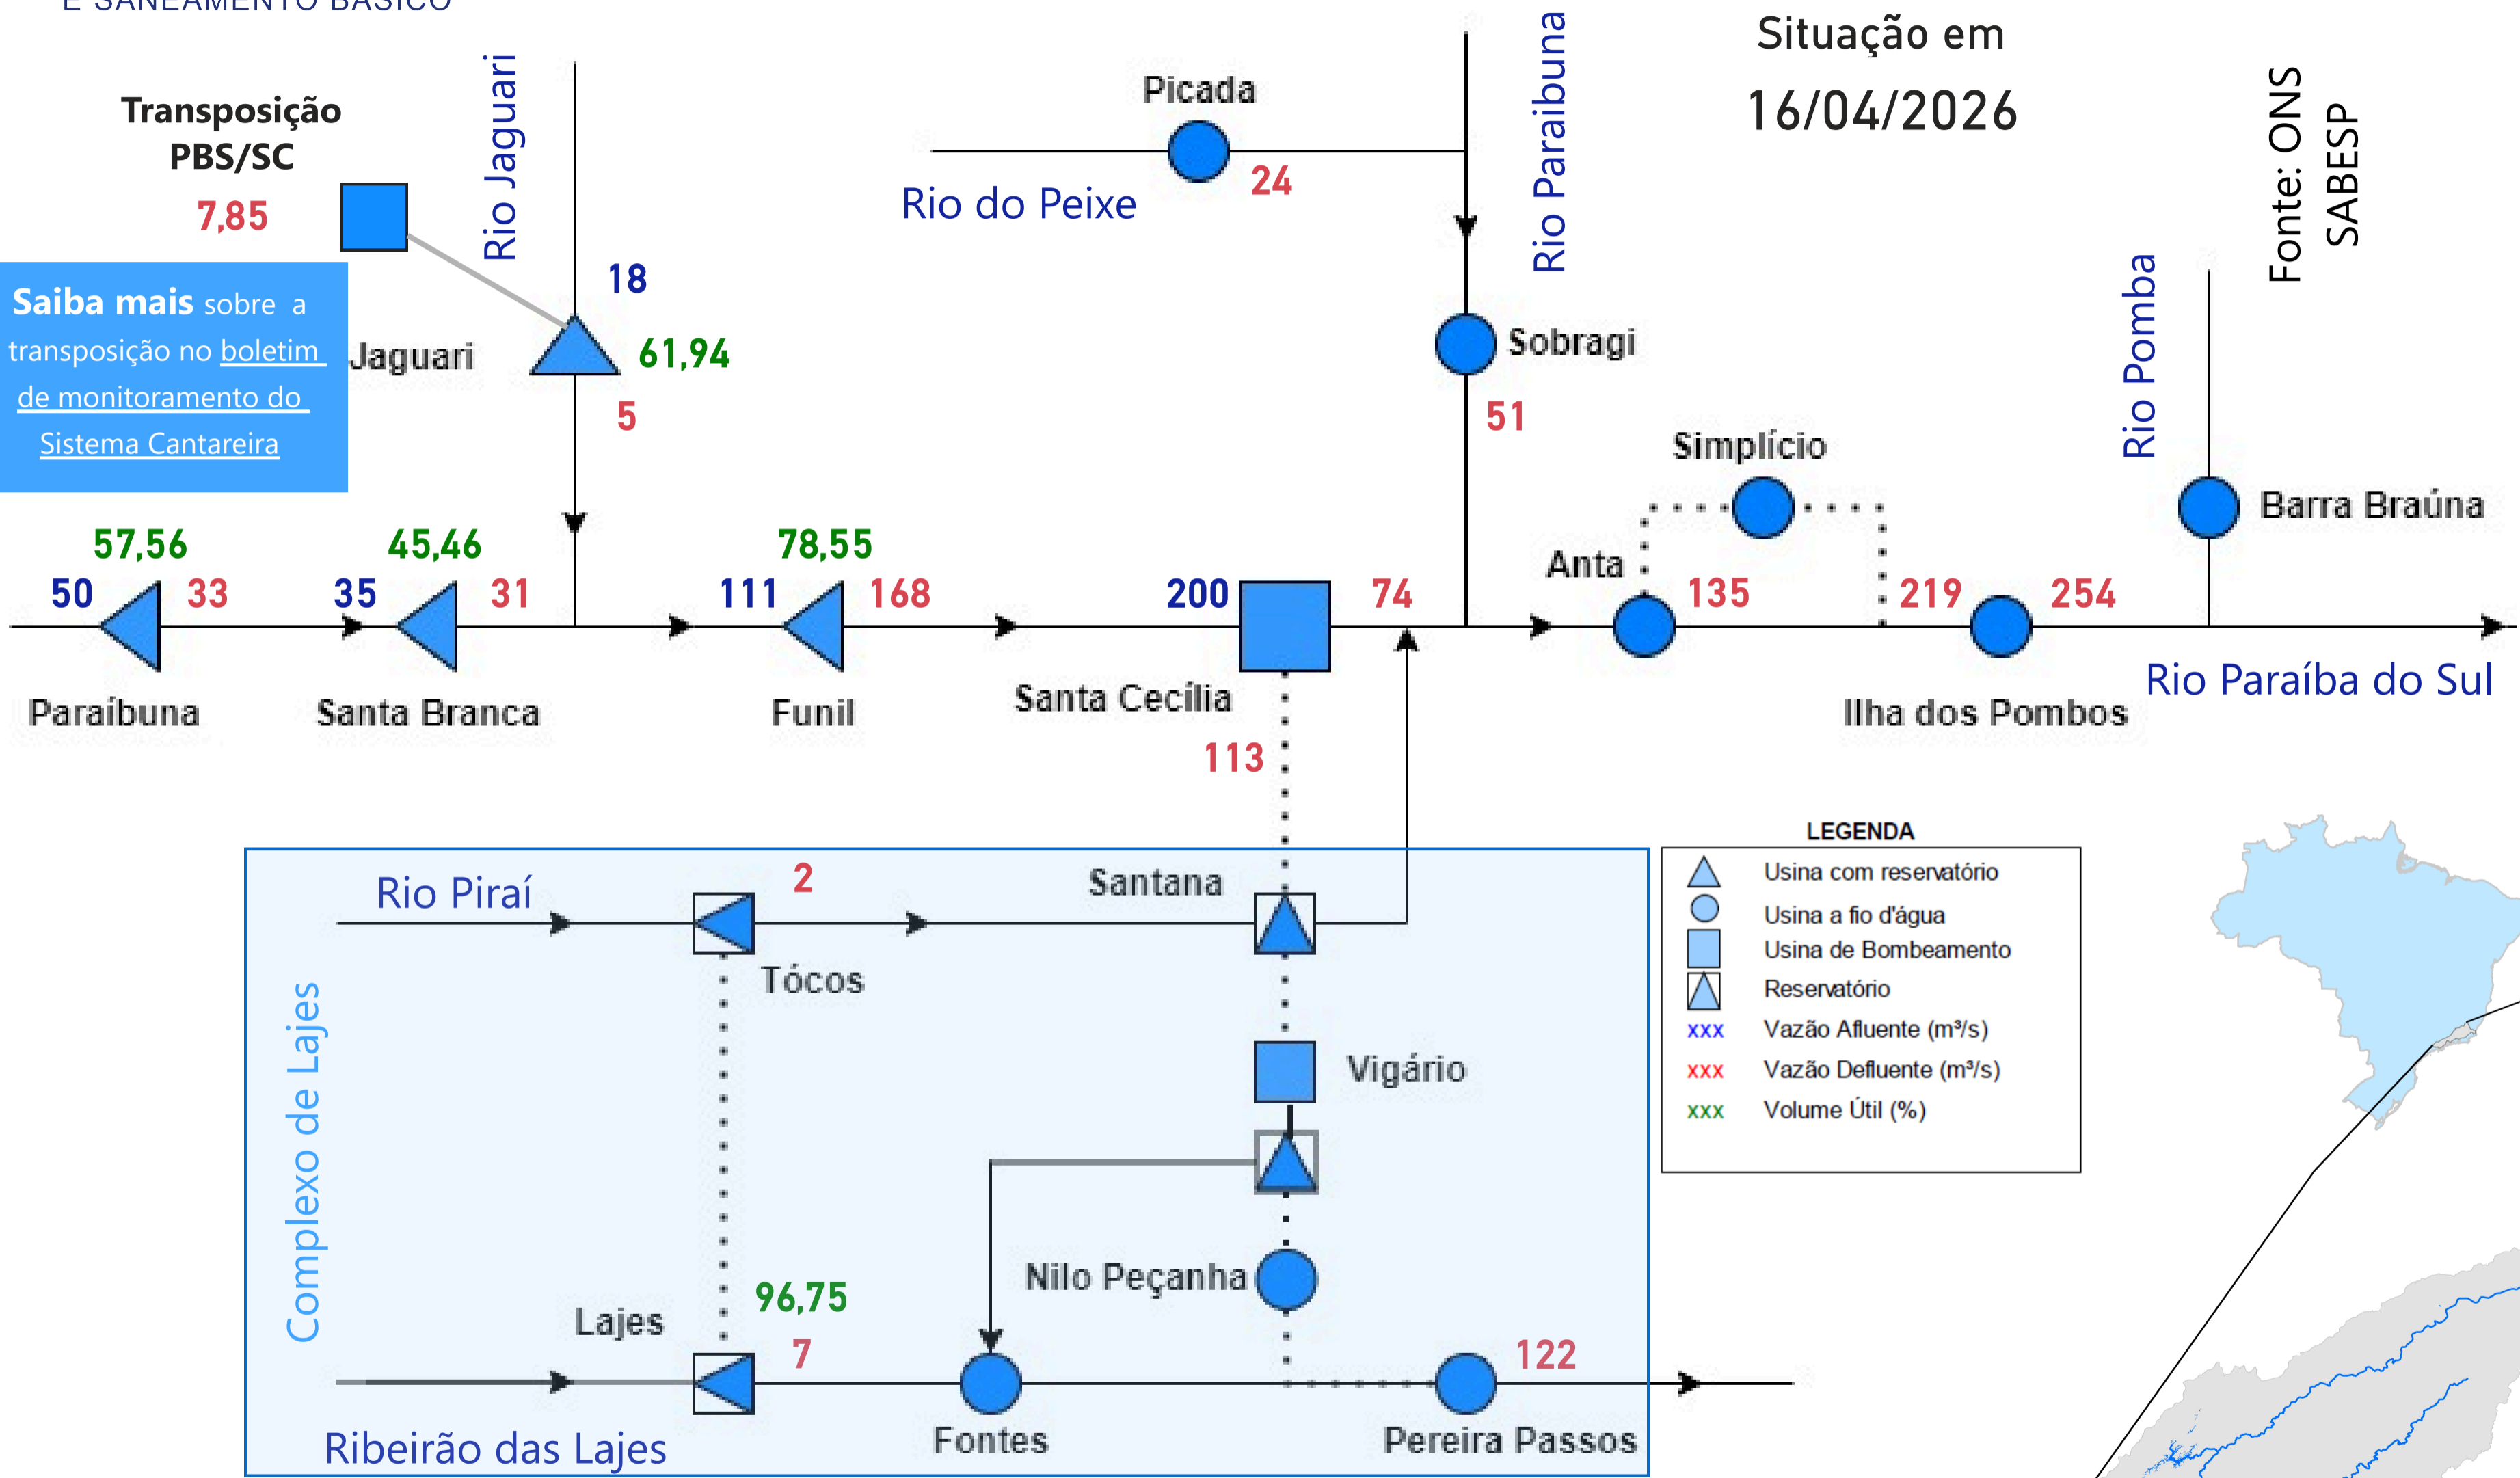 E SANEAMENTO BÁSICO
Situação em
16/04/2026
Fonte: ONS
SABESP
Transposição
PBS/SC
7,85
Rio Jaguari
Picada
24
Rio do Peixe
Rio Paraibuna
Saiba mais sobre a
transposição no boletim
de monitoramento do
Sistema Cantareira
18
Jaguari
61,94
5
Sobragi
51
Simplício
Rio Pomba
Barra Braúna
57,56
45,46
78,55
Anta
50
33
35
31
111
168
200
74
135
219
254
Paraíbuna
Santa Branca
Funil
Santa Cecília
Ilha dos Pombos
Rio Paraíba do Sul
113
Complexo de Lajes
Rio Piraí
2
Santana
Tócos
Vigário
Nilo Peçanha
96,75
Lajes
7
122
Ribeirão das Lajes
Fontes
Pereira Passos
LEGENDA
Usina com reservatório
Usina a fio d'água
Usina de Bombeamento
Reservatório
xxx Vazão Afluente (m³/s)
xxx Vazão Defluente (m³/s)
xxx Volume Útil (%)